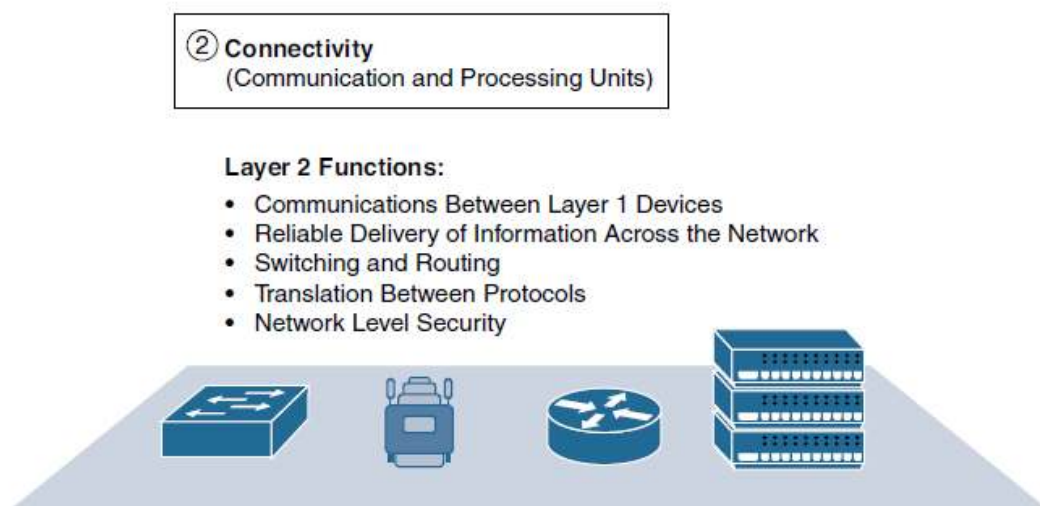 ② Connectivity
(Communication and Processing Units)
Layer 2 Functions:
• Communications Between Layer 1 Devices
• Reliable Delivery of Information Across the Network
• Switching and Routing
• Translation Between Protocols
• Network Level Security